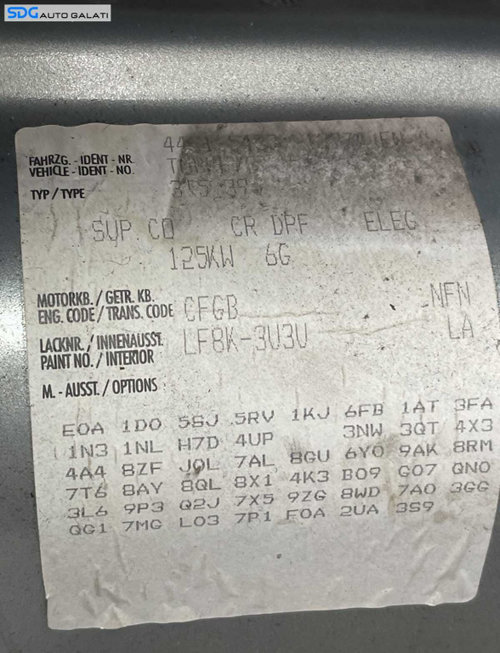 SDG AUTO GALATI
FAHRZG. - IDENT - NR.
VEHICLE - IDENT - NO.
TYP / TYPE
SUP CO CR DPF ELEG
125KW 6G
MOTORKB. / GETR. KB.
ENG. CODE / TRANS. CODE CFGB NFN
LACKNR. / INNENAUSST.
PAINT NO. / INTERIOR LF8K-3U3U LA
M. - AUSST. / OPTIONS
E0A 1D0 5SJ 5RV 1KJ 6FB 1AT 3FA
1N3 1NL H7D 4UP 3NW 3QT 4X3
4A4 8ZF J0L 7AL 8GU 6Y0 9AK 8RM
7T6 8AY 8QL 8X1 4K3 B09 G07 QN0
3L6 9P3 Q2J 7X5 9ZG 8WD 7A0 3GG
QG1 7MG L03 7P1 F0A 2UA 3S9